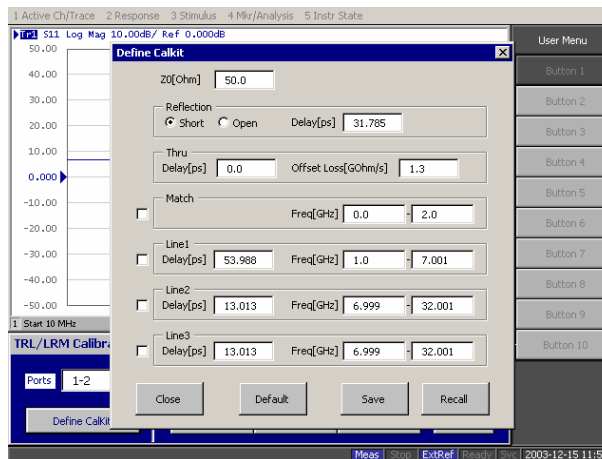 1 Active Ch/Trace 2 Response 3 Stimulus 4 Mkr/Analysis 5 Instr State
Tr1 S11 Log Mag 10.00dB/ Ref 0.000dB
50.00
40.00
30.00
20.00
10.00
0.000
-10.00
-20.00
-30.00
-40.00
-50.00
1 Start 10 MHz
Define Calkit
Z0[Ohm] 50.0
Reflection
Short Open Delay[ps] 31.785
Thru
Delay[ps] 0.0 Offset Loss[GOhm/s] 1.3
Match
Freq[GHz] 0.0 - 2.0
Line1
Delay[ps] 53.988 Freq[GHz] 1.0 - 7.001
Line2
Delay[ps] 13.013 Freq[GHz] 6.999 - 32.001
Line3
Delay[ps] 13.013 Freq[GHz] 6.999 - 32.001
Close Default Save Recall
TRL/LRM Calibra
Ports 1-2
Define Calkit
User Menu
Button 1
Button 2
Button 3
Button 4
Button 5
Button 6
Button 7
Button 8
Button 9
Button 10
Meas Stop ExtRef Ready Svc 2003-12-15 11:5